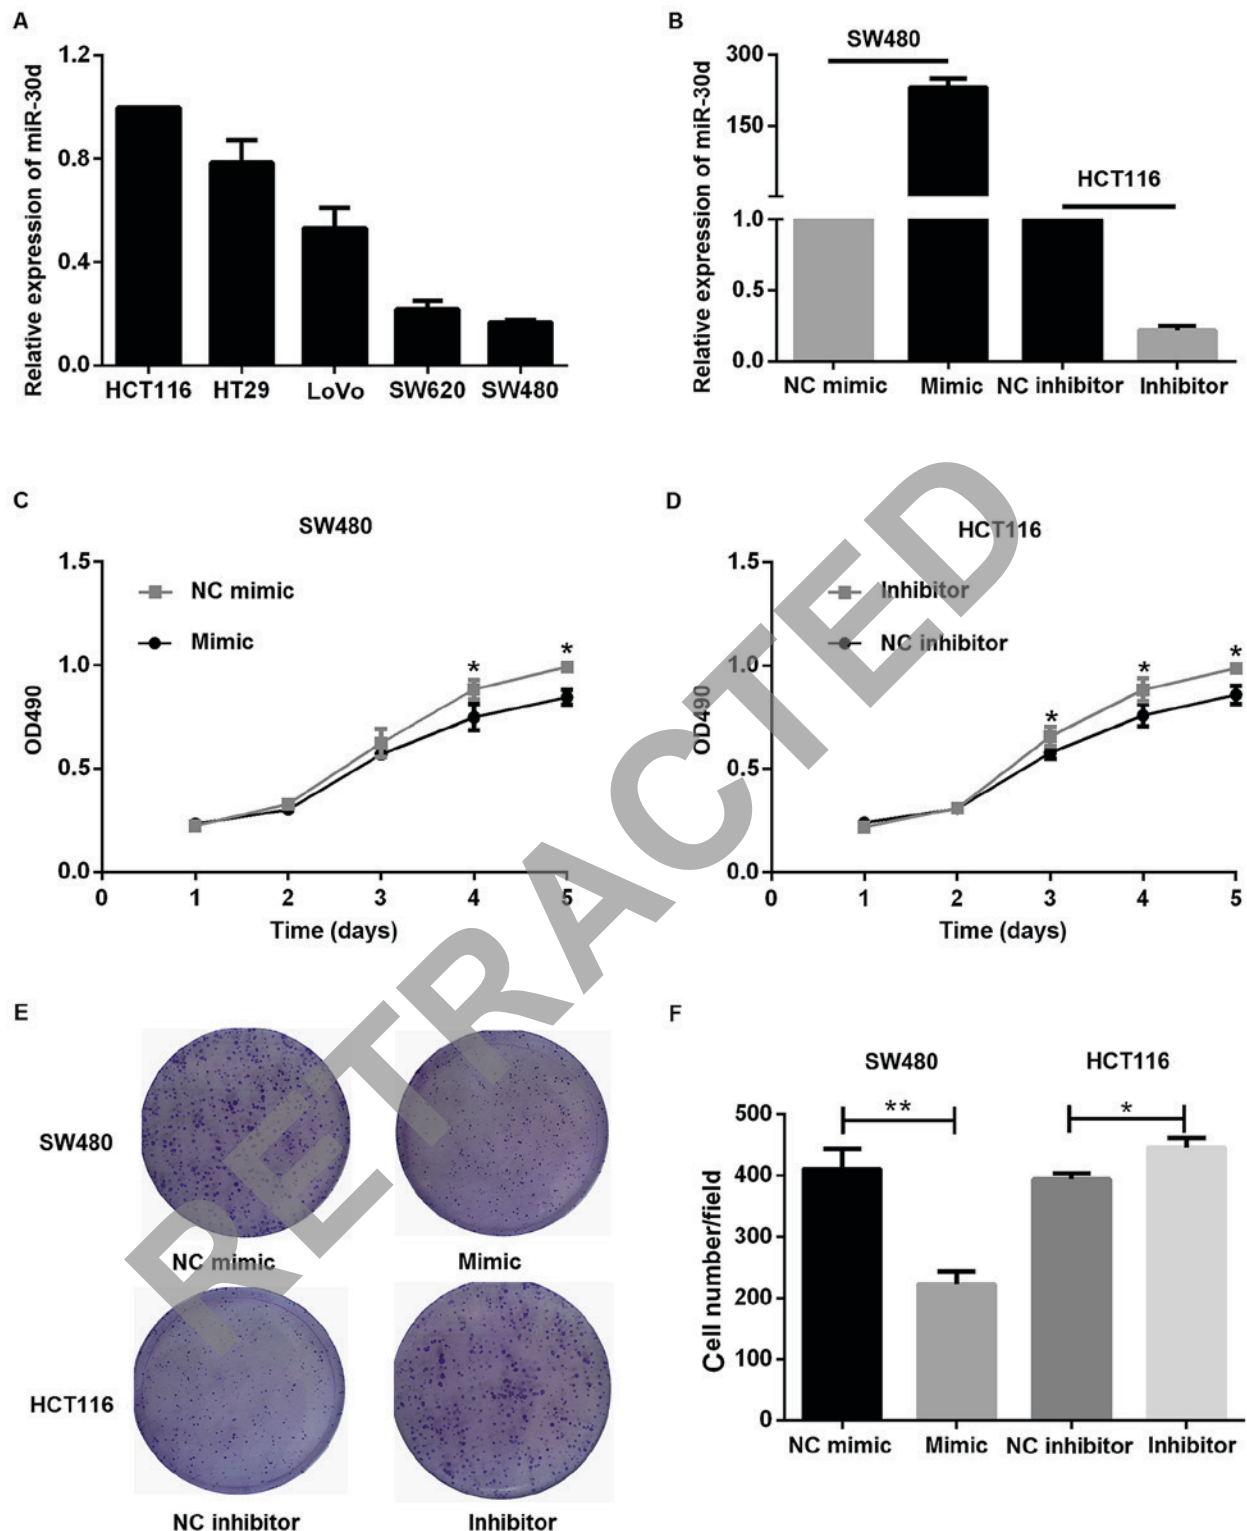 A
Relative expression of miR-30d
1.2
0.8
0.4
0.0
HCT116 HT29 LoVo SW620 SW480
B
Relative expression of miR-30d
SW480
300
150
HCT116
1.0
0.5
0.0
NC mimic Mimic NC inhibitor Inhibitor
C
SW480
OD490
1.5
NC mimic
Mimic
1.0
* *
0.5
0.0
0 1 2 3 4 5
Time (days)
D
HCT116
OD490
1.5
Inhibitor
NC inhibitor
1.0
* * *
0.5
0.0
0 1 2 3 4 5
Time (days)
RETRACTED
E
SW480
NC mimic Mimic
HCT116
NC inhibitor Inhibitor
F
SW480 HCT116
Cell number/field
500
** *
400
300
200
100
0
NC mimic Mimic NC inhibitor Inhibitor